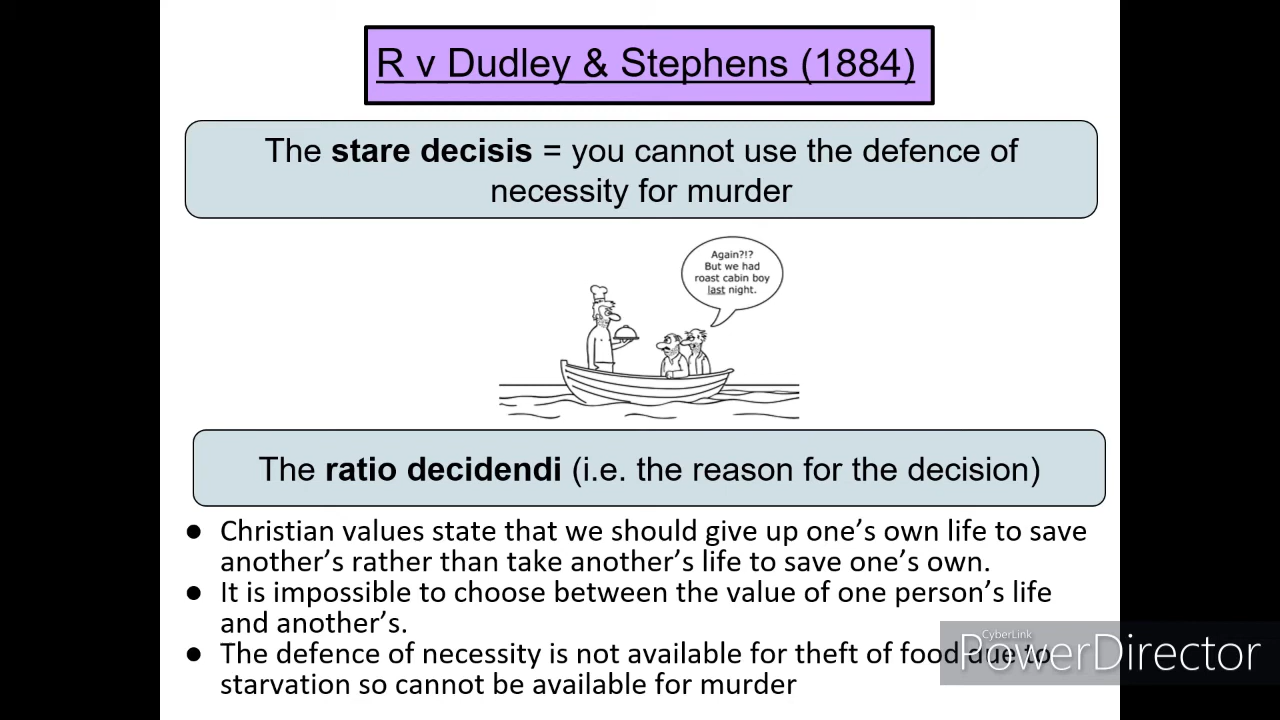 R v Dudley & Stephens (1884)
The stare decisis = you cannot use the defence of
necessity for murder
Again?!?
But we had
roast cabin boy
last night.
The ratio decidendi (i.e. the reason for the decision)
● Christian values state that we should give up one’s own life to save
another’s rather than take another’s life to save one’s own.
● It is impossible to choose between the value of one person’s life
and another’s.
● The defence of necessity is not available for theft of food due to
starvation so cannot be available for murder
CyberLink
PowerDirector